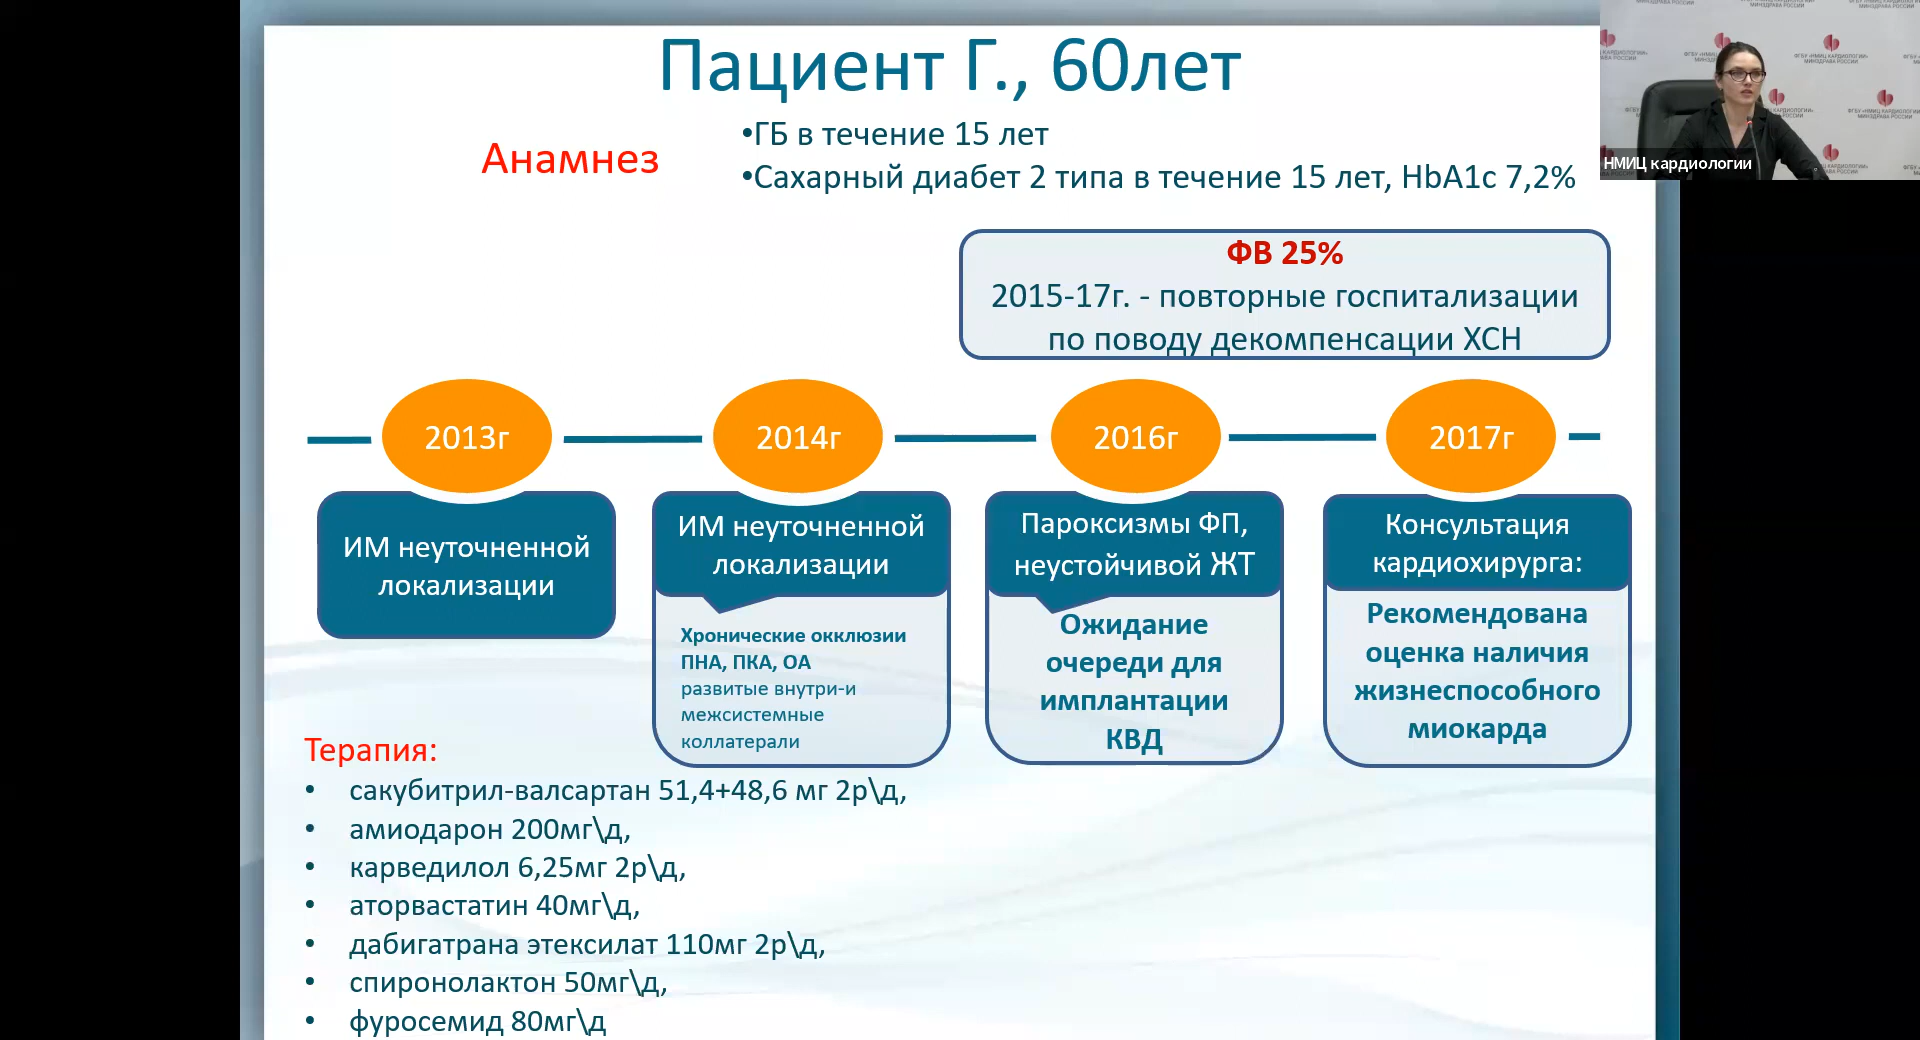 Пациент Г., 60лет
Анамнез
•ГБ в течение 15 лет
•Сахарный диабет 2 типа в течение 15 лет, HbA1c 7,2%
НМИЦ кардиологии
ФВ 25%
2015-17г. - повторные госпитализации
по поводу декомпенсации ХСН
2013г
2014г
2016г
2017г
ИМ неуточненной
локализации
ИМ неуточненной
локализации
Хронические окклюзии
ПНА, ПКА, ОА
развитые внутри-и
межсистемные
коллатерали
Пароксизмы ФП,
неустойчивой ЖТ
Ожидание
очереди для
имплантации
КВД
Консультация
кардиохирурга:
Рекомендована
оценка наличия
жизнеспособного
миокарда
Терапия:
• сакубитрил-валсартан 51,4+48,6 мг 2р\д,
• амиодарон 200мг\д,
• карведилол 6,25мг 2р\д,
• аторвастатин 40мг\д,
• дабигатрана этексилат 110мг 2р\д,
• спиронолактон 50мг\д,
• фуросемид 80мг\д